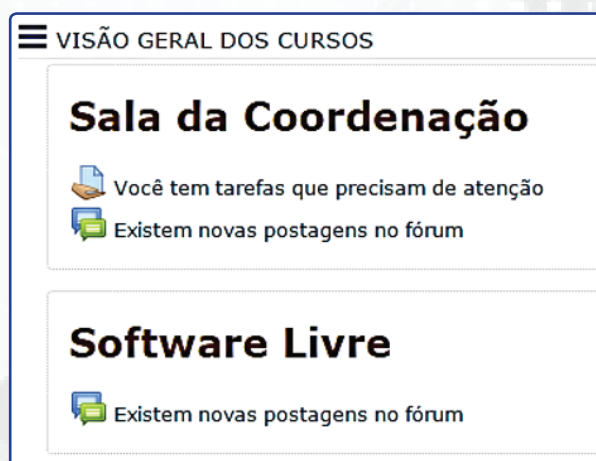 VISÃO GERAL DOS CURSOS
Sala da Coordenação
Você tem tarefas que precisam de atenção
Existem novas postagens no fórum
Software Livre
Existem novas postagens no fórum